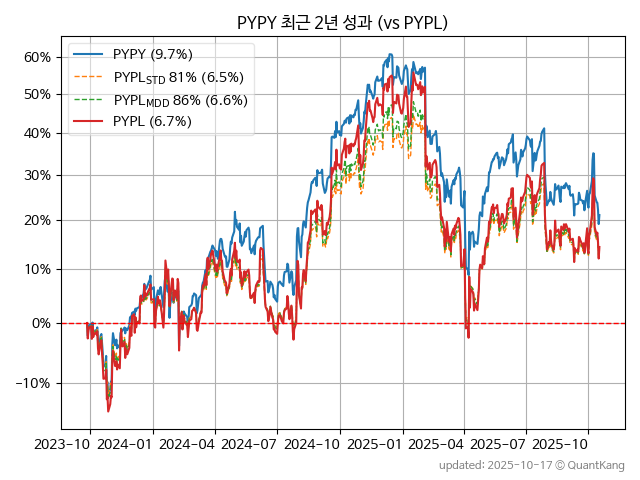 PYPY 최근 2년 성과 (vs PYPL)
PYPY (9.7%)
PYPL_STD 81% (6.5%)
PYPL_MDD 86% (6.6%)
PYPL (6.7%)
60%
50%
40%
30%
20%
10%
0%
−10%
2023-10 2024-01 2024-04 2024-07 2024-10 2025-01 2025-04 2025-07 2025-10
updated: 2025-10-17 © QuantKang